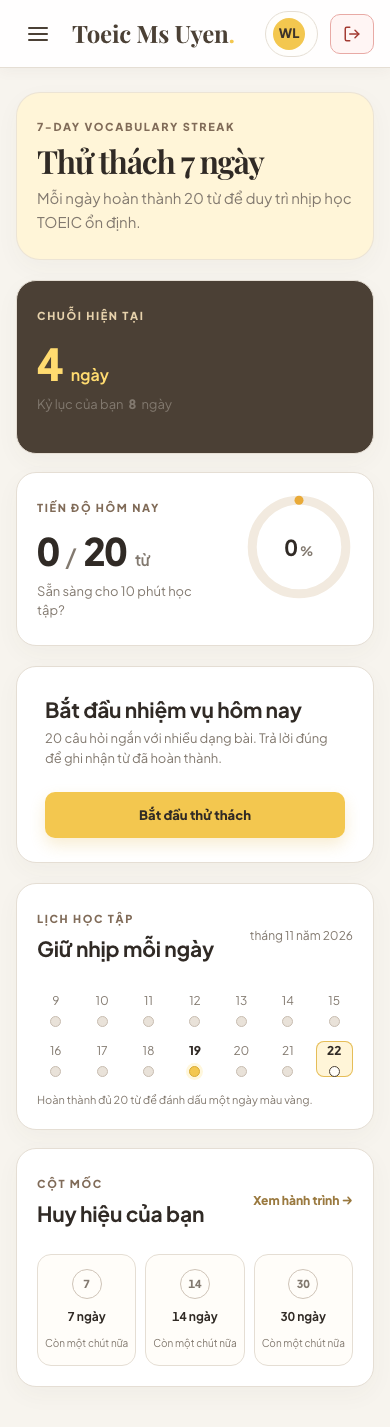 Toeic Ms Uyen.
WL
7-DAY VOCABULARY STREAK
Thử thách 7 ngày
Mỗi ngày hoàn thành 20 từ để duy trì nhịp học
TOEIC ổn định.
CHUỖI HIỆN TẠI
4 ngày
Kỷ lục của bạn 8 ngày
TIẾN ĐỘ HÔM NAY
0 / 20 từ
0%
Sẵn sàng cho 10 phút học
tập?
Bắt đầu nhiệm vụ hôm nay
20 câu hỏi ngắn với nhiều dạng bài. Trả lời đúng
để ghi nhận từ đã hoàn thành.
Bắt đầu thử thách
LỊCH HỌC TẬP
Giữ nhịp mỗi ngày
tháng 11 năm 2026
9 10 11 12 13 14 15
16 17 18 19 20 21 22
Hoàn thành đủ 20 từ để đánh dấu một ngày màu vàng.
CỘT MỐC
Huy hiệu của bạn
Xem hành trình →
7 14 30
7 ngày 14 ngày 30 ngày
Còn một chút nữa Còn một chút nữa Còn một chút nữa